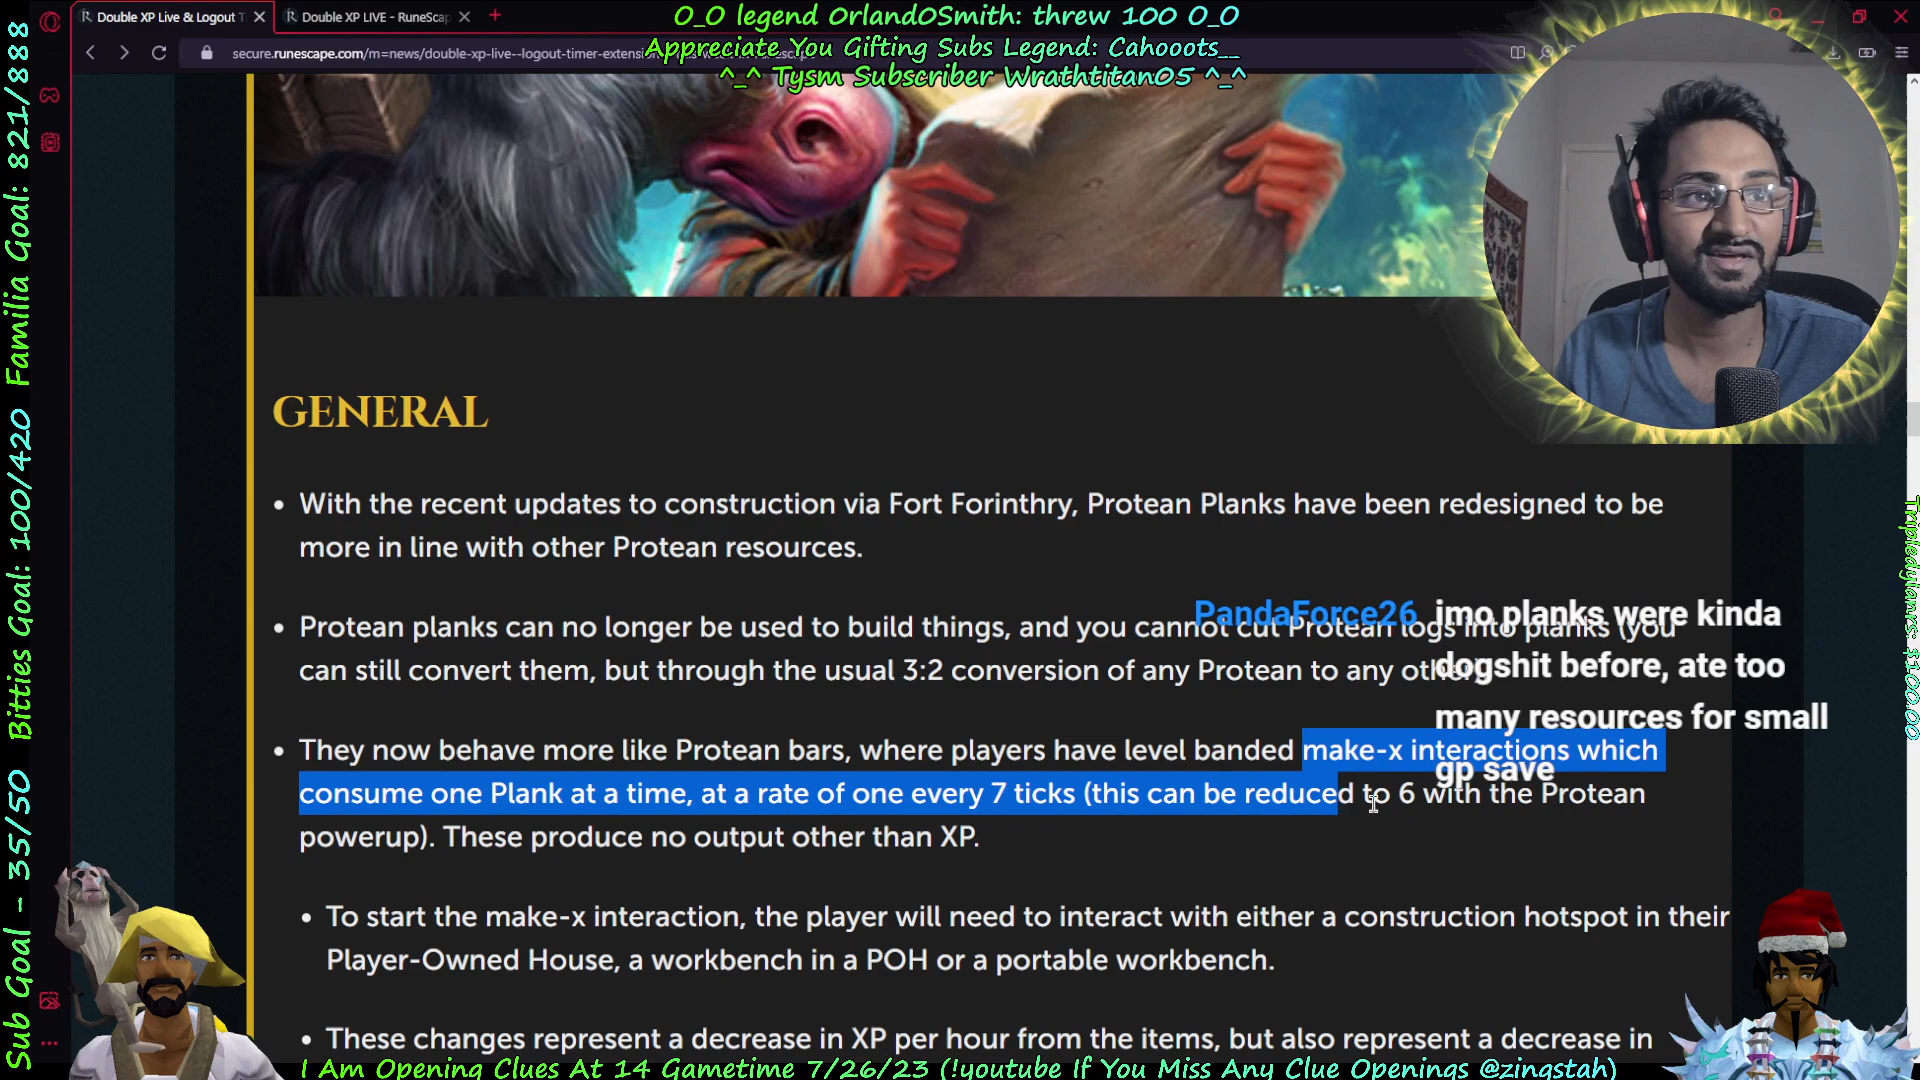 Double XP Live & Logout T
Double XP LIVE - RuneScap
O_O legend OrlandOSmith: threw 100 O_O
Appreciate You Gifting Subs Legend: Cahooots__
^_^ Tysm Subscriber Wrathtitan05 ^_^
secure.runescape.com/m=news/double-xp-live--logout-timer-extensi
Sub Goal - 35/50 Bitties Goal: 100/420 Familia Goal: 821/888
GENERAL
• With the recent updates to construction via Fort Forinthry, Protean Planks have been redesigned to be
more in line with other Protean resources.
• Protean planks can no longer be used to build things, and you cannot cut Protean logs into planks (you
can still convert them, but through the usual 3:2 conversion of any Protean to any other).
PandaForce26 imo planks were kinda
dogshit before, ate too
many resources for small
gp save
• They now behave more like Protean bars, where players have level banded make-x interactions which
consume one Plank at a time, at a rate of one every 7 ticks (this can be reduced to 6 with the Protean
powerup). These produce no output other than XP.
• To start the make-x interaction, the player will need to interact with either a construction hotspot in their
Player-Owned House, a workbench in a POH or a portable workbench.
• These changes represent a decrease in XP per hour from the items, but also represent a decrease in
I Am Opening Clues At 14 Gametime 7/26/23 (!youtube If You Miss Any Clue Openings @zingstah)